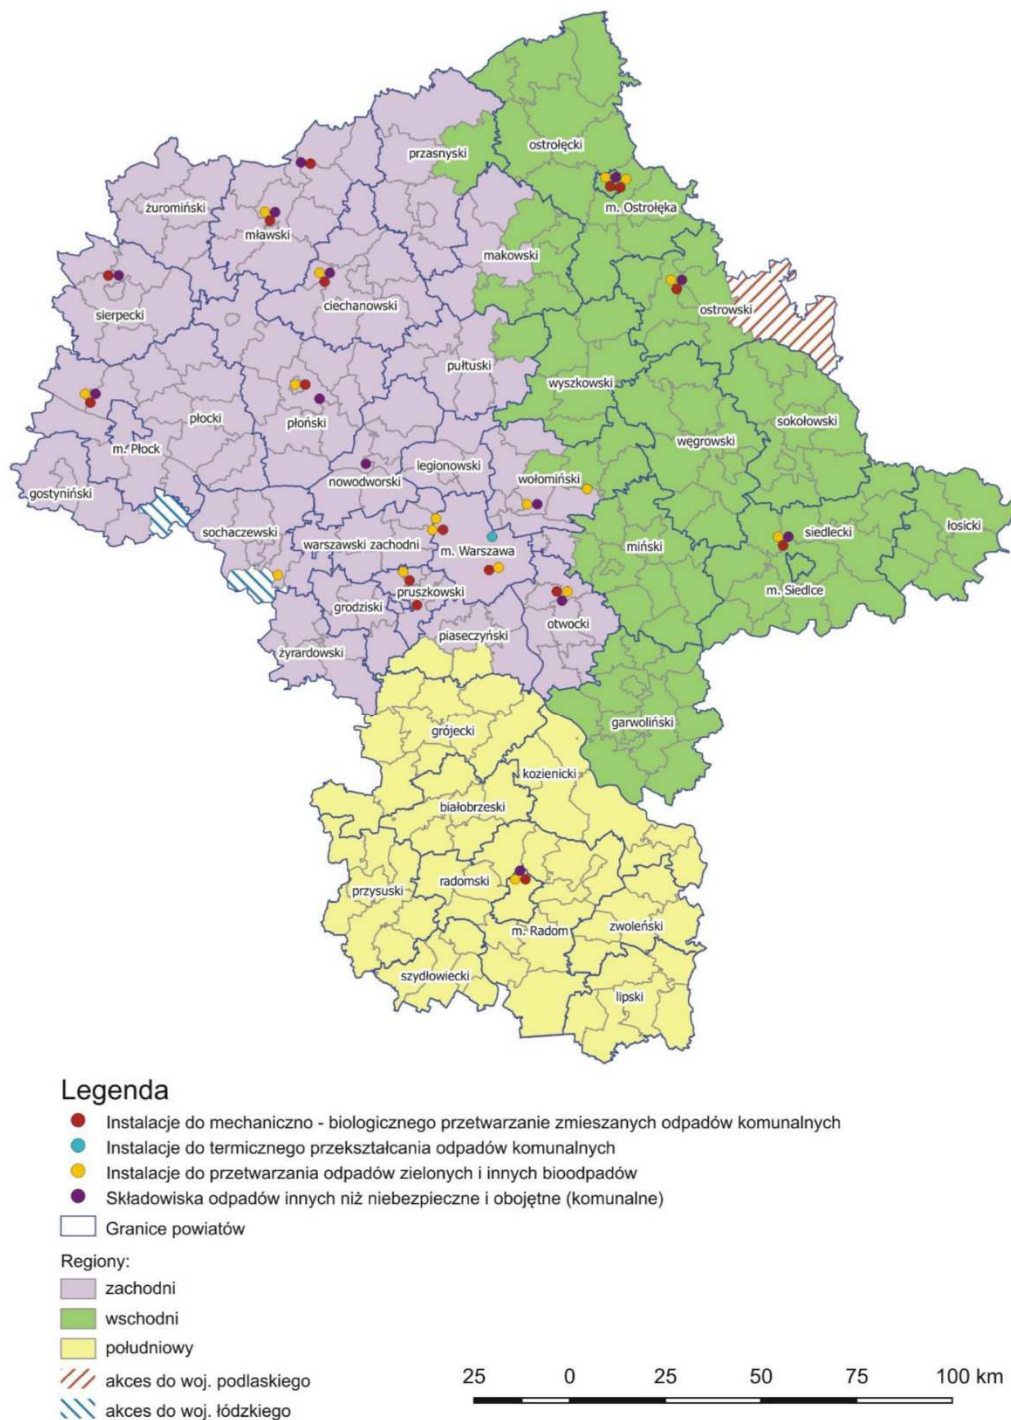 ostrołęcki
przasnyski
m. Ostrołęka
żuromiński
mławski
makowski
ciechanowski
ostrowski
sierpecki
pułtuski
wyszkowski
sokołowski
węgrowski
płocki
płoński
m. Płock
legionowski
wołomiński
nowodworski
gostyniński
sochaczewski
siedlecki
łosicki
warszawski zachodni
m. Warszawa
miński
m. Siedlce
pruszkowski
grodziski
otwocki
piaseczyński
żyrardowski
garwoliński
grójecki
kozienicki
białobrzeski
radomski
przysuski
zwoleński
m. Radom
szydłowiecki
lipski
Legenda
Instalacje do mechaniczno - biologicznego przetwarzanie zmieszanych odpadów komunalnych
Instalacje do termicznego przekształcania odpadów komunalnych
Instalacje do przetwarzania odpadów zielonych i innych bioodpadów
Składowiska odpadów innych niż niebezpieczne i obojętne (komunalne)
Granice powiatów
Regiony:
zachodni
wschodni
południowy
akces do woj. podlaskiego
akces do woj. łódzkiego
25 0 25 50 75 100 km